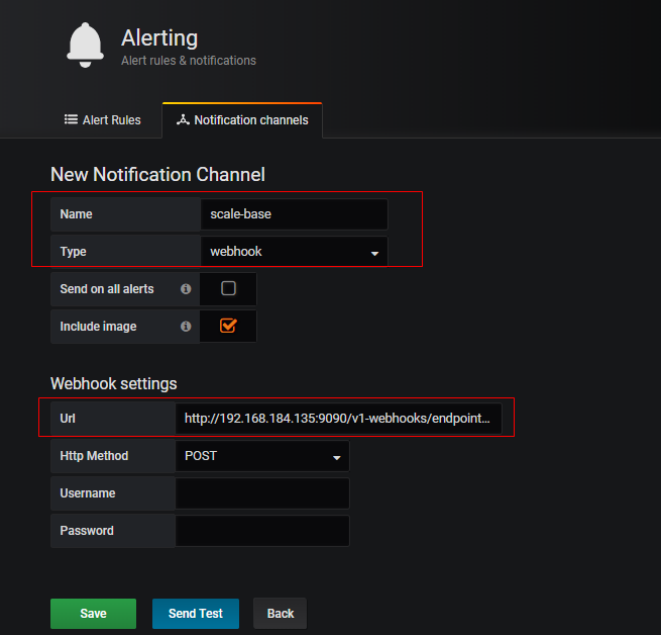 Alerting
Alert rules & notifications
Alert Rules
Notification channels
New Notification Channel
Name scale-base
Type webhook
Send on all alerts
Include image
Webhook settings
Url http://192.168.184.135:9090/v1-webhooks/endpoint...
Http Method POST
Username
Password
Save Send Test Back